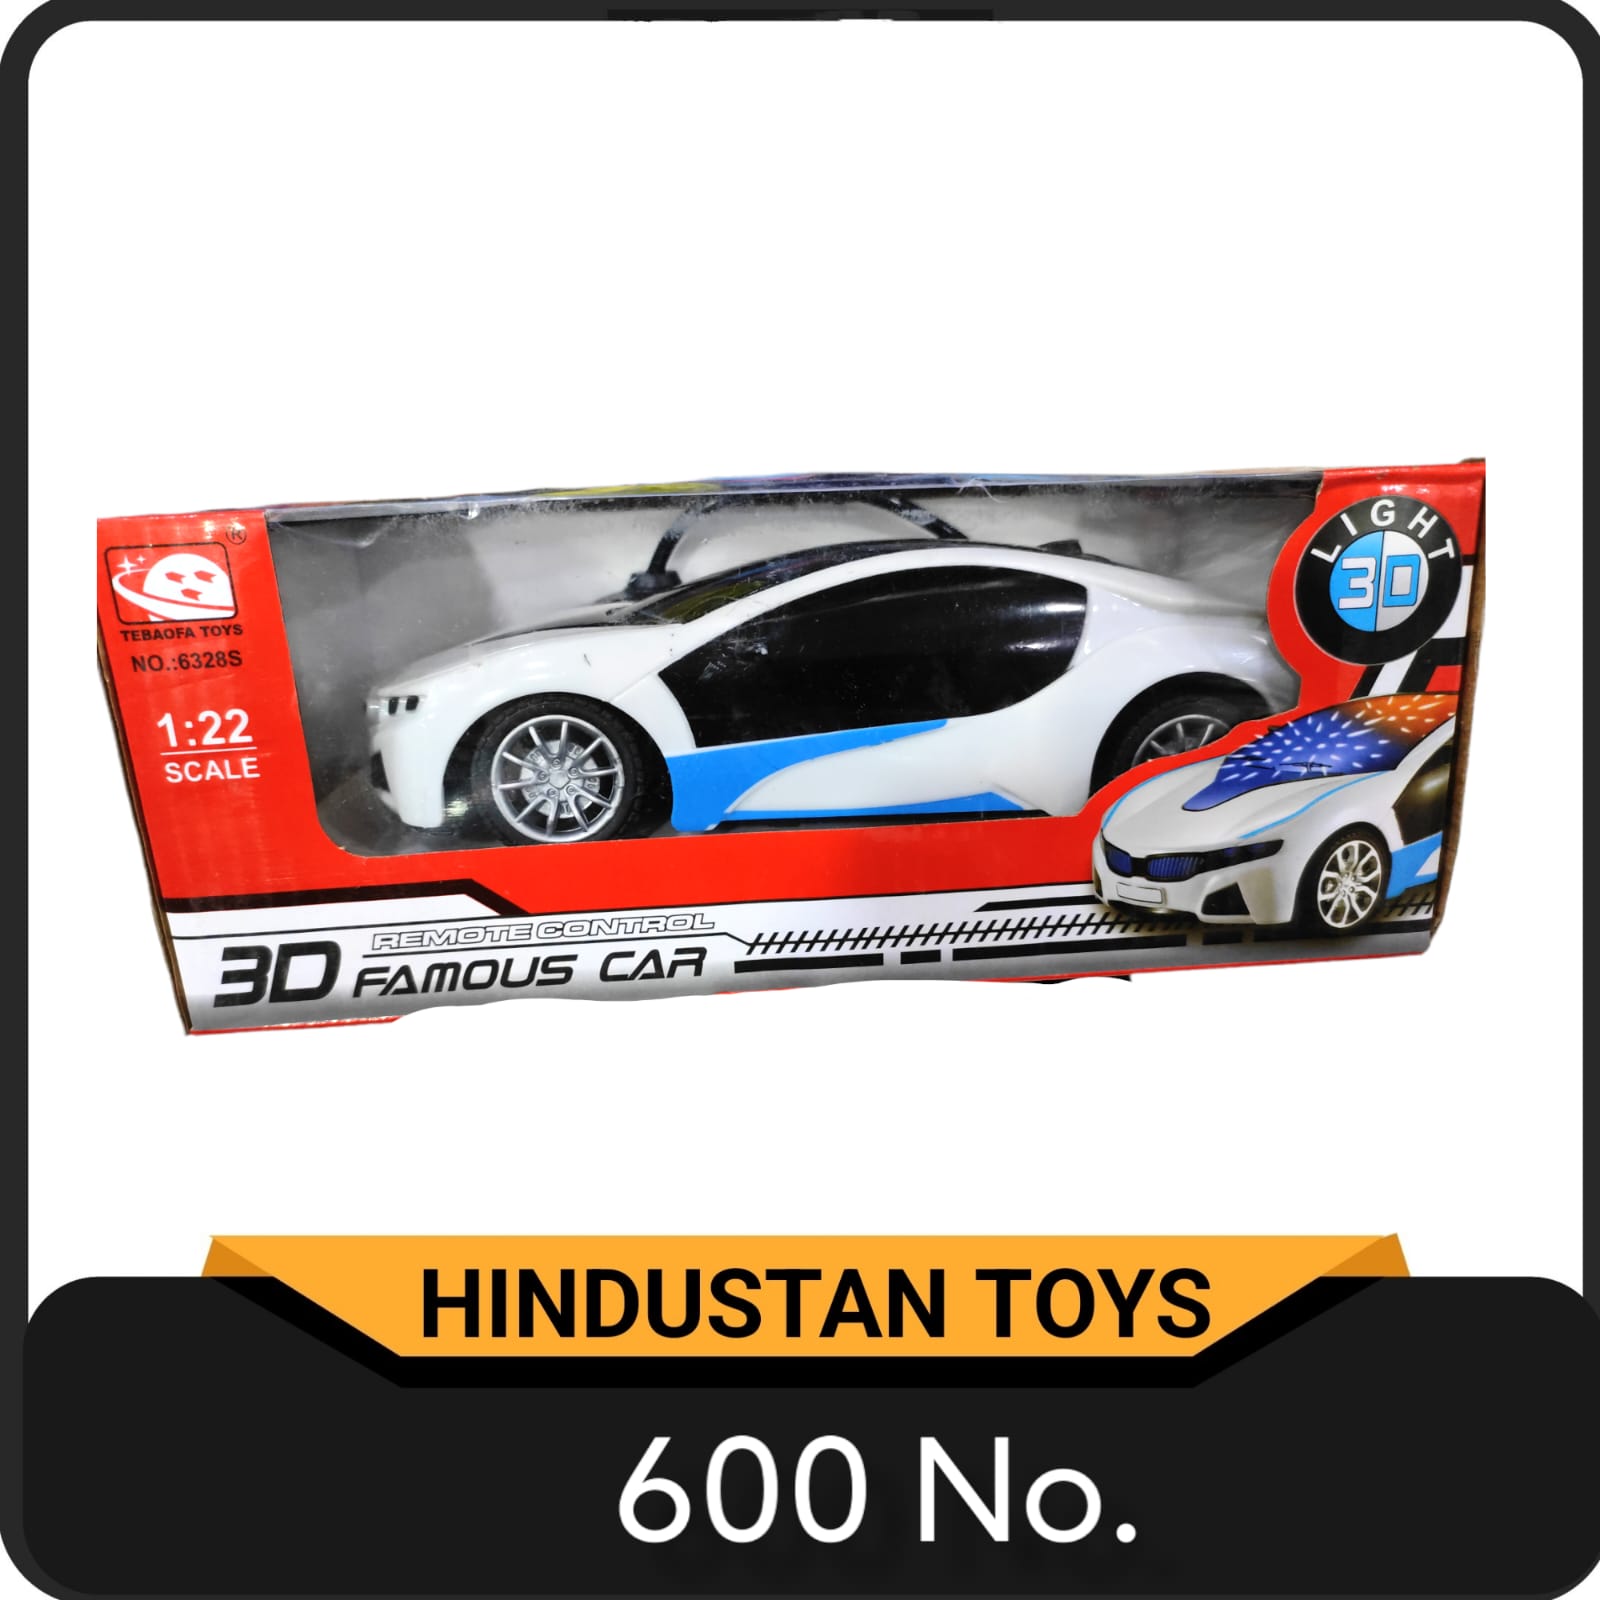 ®
TEBAOFA TOYS
NO.:6328S
1:22
SCALE
LIGHT
3D
REMOTE CONTROL
3D FAMOUS CAR
HINDUSTAN TOYS
600 No.